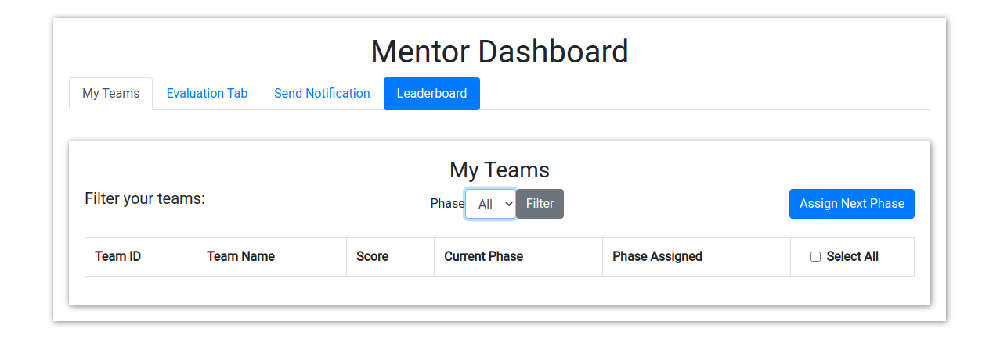 Mentor Dashboard
My Teams Evaluation Tab Send Notification Leaderboard
My Teams
Filter your teams: Phase All Filter Assign Next Phase
Team ID Team Name Score Current Phase Phase Assigned Select All